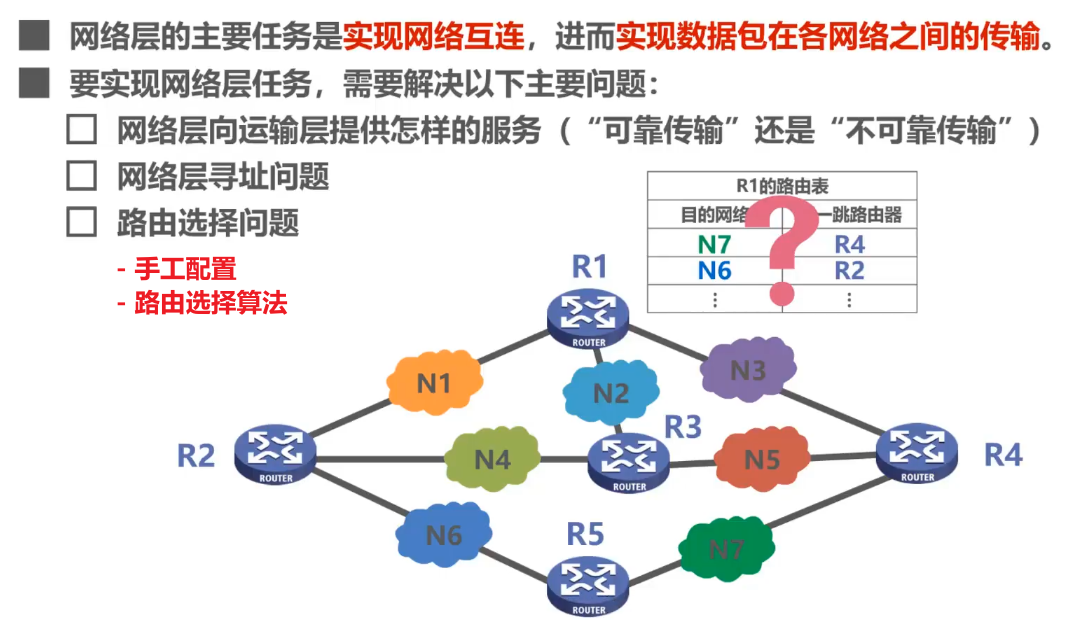 网络层的主要任务是实现网络互连，进而实现数据包在各网络之间的传输。
要实现网络层任务，需要解决以下主要问题：
网络层向运输层提供怎样的服务（“可靠传输”还是“不可靠传输”）
网络层寻址问题
路由选择问题
- 手工配置
- 路由选择算法
R1的路由表
目的网络 一跳路由器
N7 R4
N6 R2
⋮ ⋮
?
R1
ROUTER
N1
N2
N3
R2
ROUTER
N4
R3
ROUTER
N5
R4
ROUTER
N6
R5
ROUTER
N7